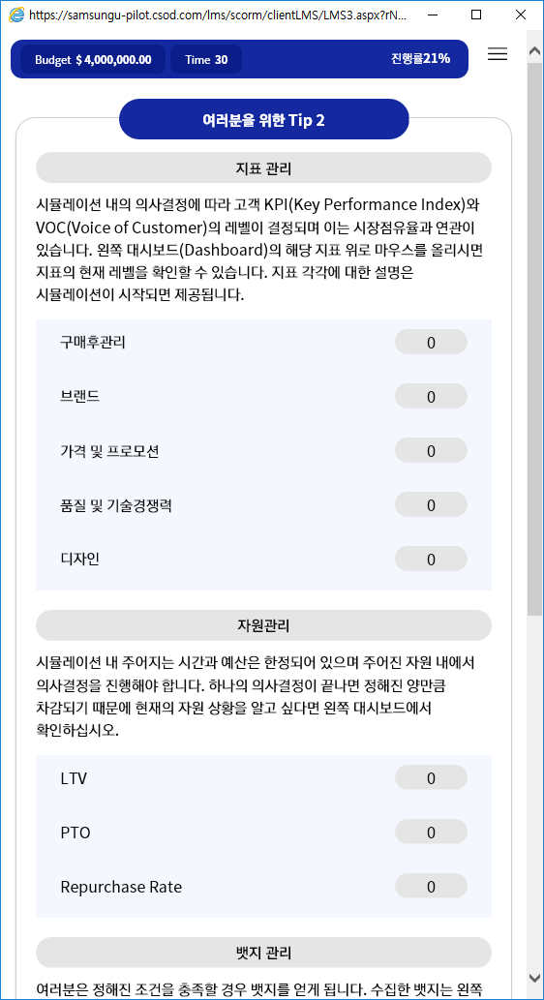 https://samsungu-pilot.csod.com/lms/scorm/clientLMS/LMS3.aspx?rN...
Budget $ 4,000,000.00 Time 30 진행률21%
여러분을 위한 Tip 2
지표 관리
시뮬레이션 내의 의사결정에 따라 고객 KPI(Key Performance Index)와
VOC(Voice of Customer)의 레벨이 결정되며 이는 시장점유율과 연관이
있습니다. 왼쪽 대시보드(Dashboard)의 해당 지표 위로 마우스를 올리시면
지표의 현재 레벨을 확인할 수 있습니다. 지표 각각에 대한 설명은
시뮬레이션이 시작되면 제공됩니다.
구매후관리 0
브랜드 0
가격 및 프로모션 0
품질 및 기술경쟁력 0
디자인 0
자원관리
시뮬레이션 내 주어지는 시간과 예산은 한정되어 있으며 주어진 자원 내에서
의사결정을 진행해야 합니다. 하나의 의사결정이 끝나면 정해진 양만큼
차감되기 때문에 현재의 자원 상황을 알고 싶다면 왼쪽 대시보드에서
확인하십시오.
LTV 0
PTO 0
Repurchase Rate 0
뱃지 관리
여러분은 정해진 조건을 충족할 경우 뱃지를 얻게 됩니다. 수집한 뱃지는 왼쪽